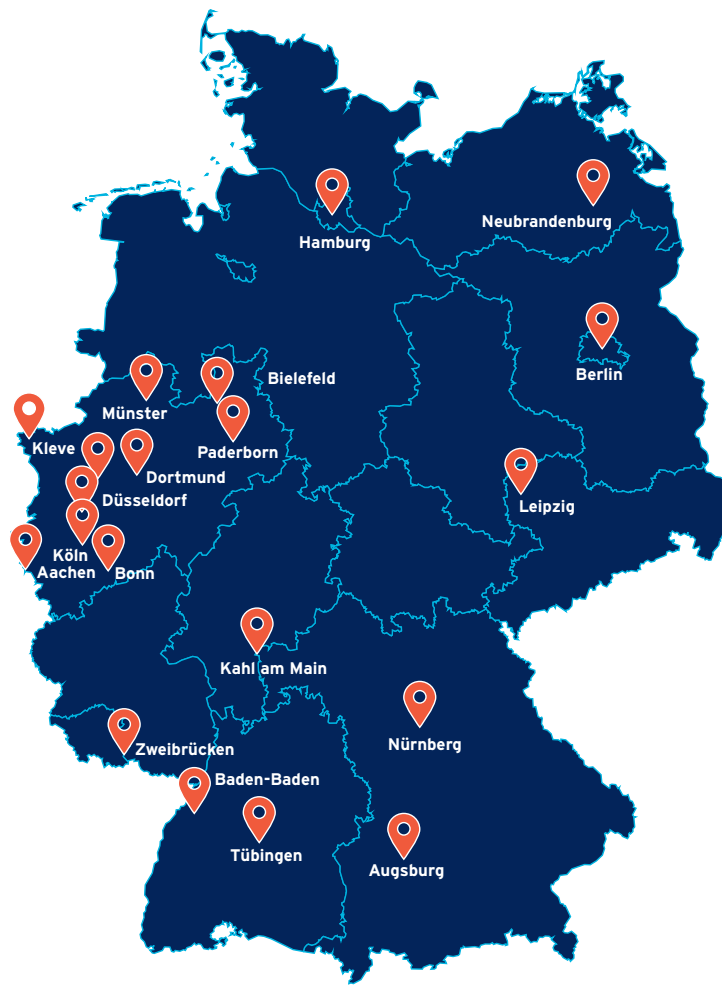 Neubrandenburg
Hamburg
Berlin
Bielefeld
Münster
Kleve
Paderborn
Dortmund
Düsseldorf
Leipzig
Köln
Aachen
Bonn
Kahl am Main
Nürnberg
Zweibrücken
Baden-Baden
Tübingen
Augsburg